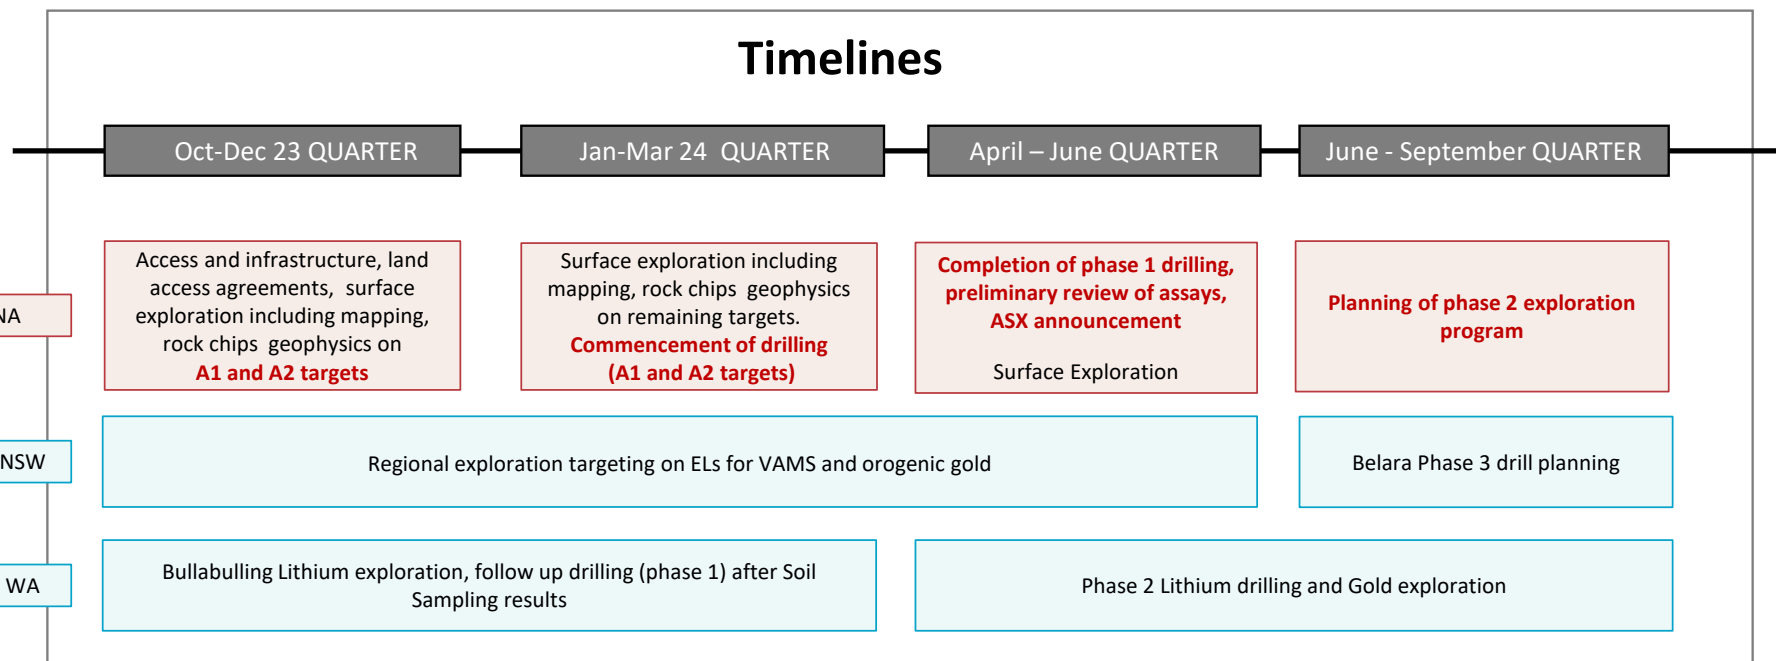 Timelines
Oct-Dec 23 QUARTER
Jan-Mar 24 QUARTER
April – June QUARTER
June - September QUARTER
NA
Access and infrastructure, land
access agreements, surface
exploration including mapping,
rock chips geophysics on
A1 and A2 targets
Surface exploration including
mapping, rock chips geophysics
on remaining targets.
Commencement of drilling
(A1 and A2 targets)
Completion of phase 1 drilling,
preliminary review of assays,
ASX announcement
Surface Exploration
Planning of phase 2 exploration
program
NSW
Regional exploration targeting on ELs for VAMS and orogenic gold
Belara Phase 3 drill planning
WA
Bullabulling Lithium exploration, follow up drilling (phase 1) after Soil
Sampling results
Phase 2 Lithium drilling and Gold exploration